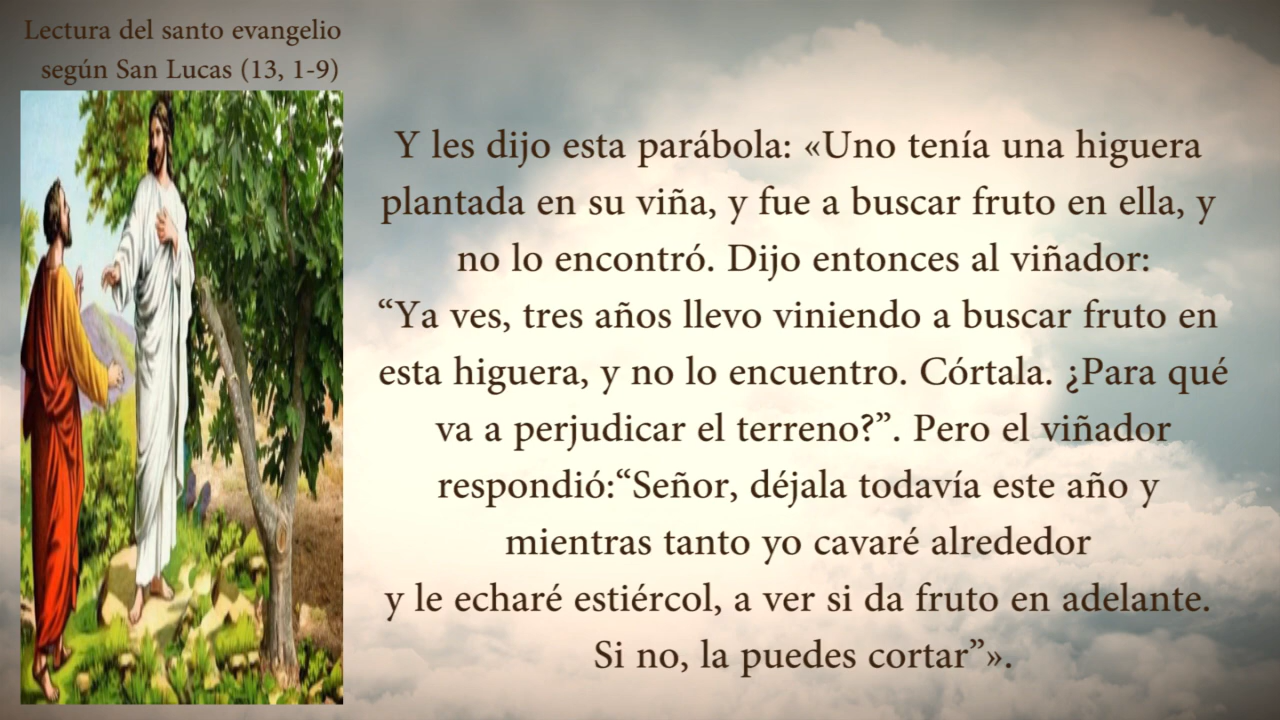 Lectura del santo evangelio
según San Lucas (13, 1-9)
Y les dijo esta parábola: «Uno tenía una higuera
plantada en su viña, y fue a buscar fruto en ella, y
no lo encontró. Dijo entonces al viñador:
“Ya ves, tres años llevo viniendo a buscar fruto en
esta higuera, y no lo encuentro. Córtala. ¿Para qué
va a perjudicar el terreno?”. Pero el viñador
respondió:“Señor, déjala todavía este año y
mientras tanto yo cavaré alrededor
y le echaré estiércol, a ver si da fruto en adelante.
Si no, la puedes cortar”».